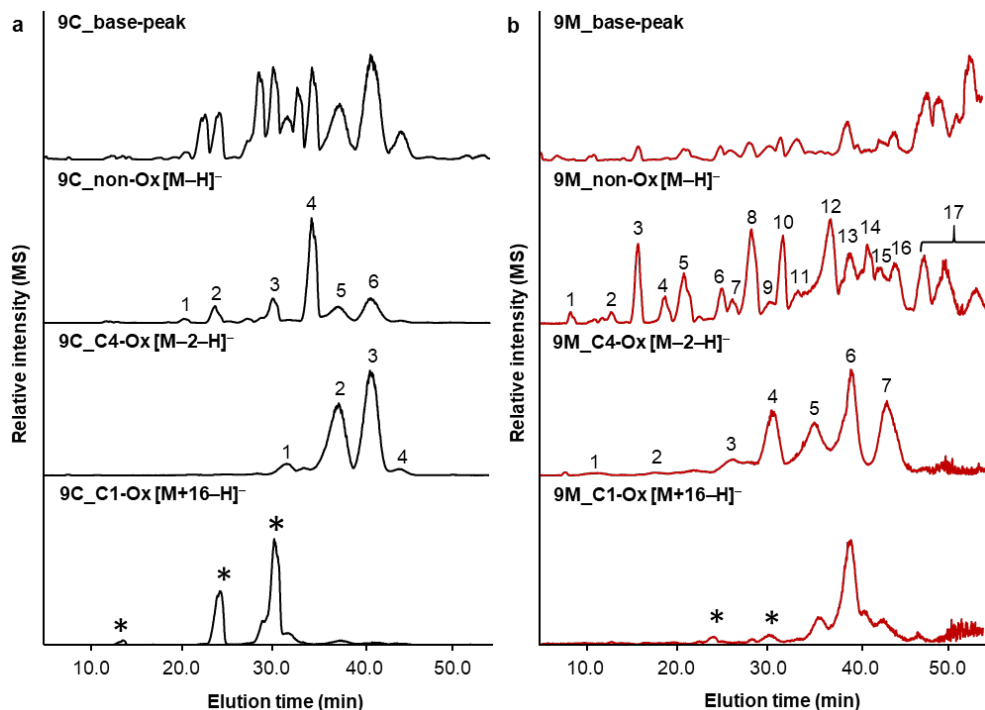 a 9C_base-peak
9C_non-Ox [M–H]⁻
1 2 3 4 5 6
9C_C4-Ox [M–2–H]⁻
1 2 3 4
9C_C1-Ox [M+16–H]⁻
* * *
10.0 20.0 30.0 40.0 50.0
Elution time (min)
Relative intensity (MS)
b 9M_base-peak
9M_non-Ox [M–H]⁻
1 2 3 4 5 6 7 8 9 10 11 12 13 14 15 16 17
9M_C4-Ox [M–2–H]⁻
1 2 3 4 5 6 7
9M_C1-Ox [M+16–H]⁻
* *
10.0 20.0 30.0 40.0 50.0
Elution time (min)
Relative intensity (MS)